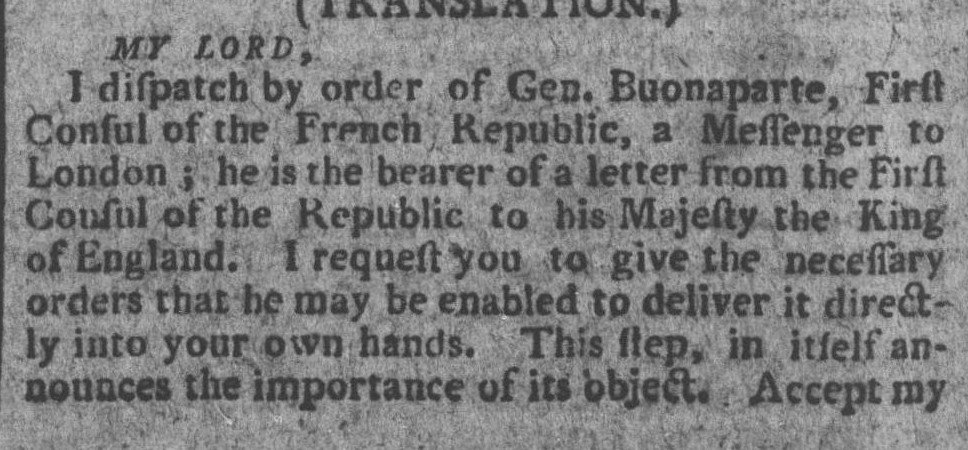 (TRANSLATION.)
MY LORD,
I diſpatch by order of Gen. Buonaparte, Firſt
Conſul of the French Republic, a Meſſenger to
London ; he is the bearer of a letter from the Firſt
Conſul of the Republic to his Majeſty the King
of England. I requeſt you to give the neceſſary
orders that he may be enabled to deliver it direct-
ly into your own hands. This ſtep, in itſelf an-
nounces the importance of its object. Accept my